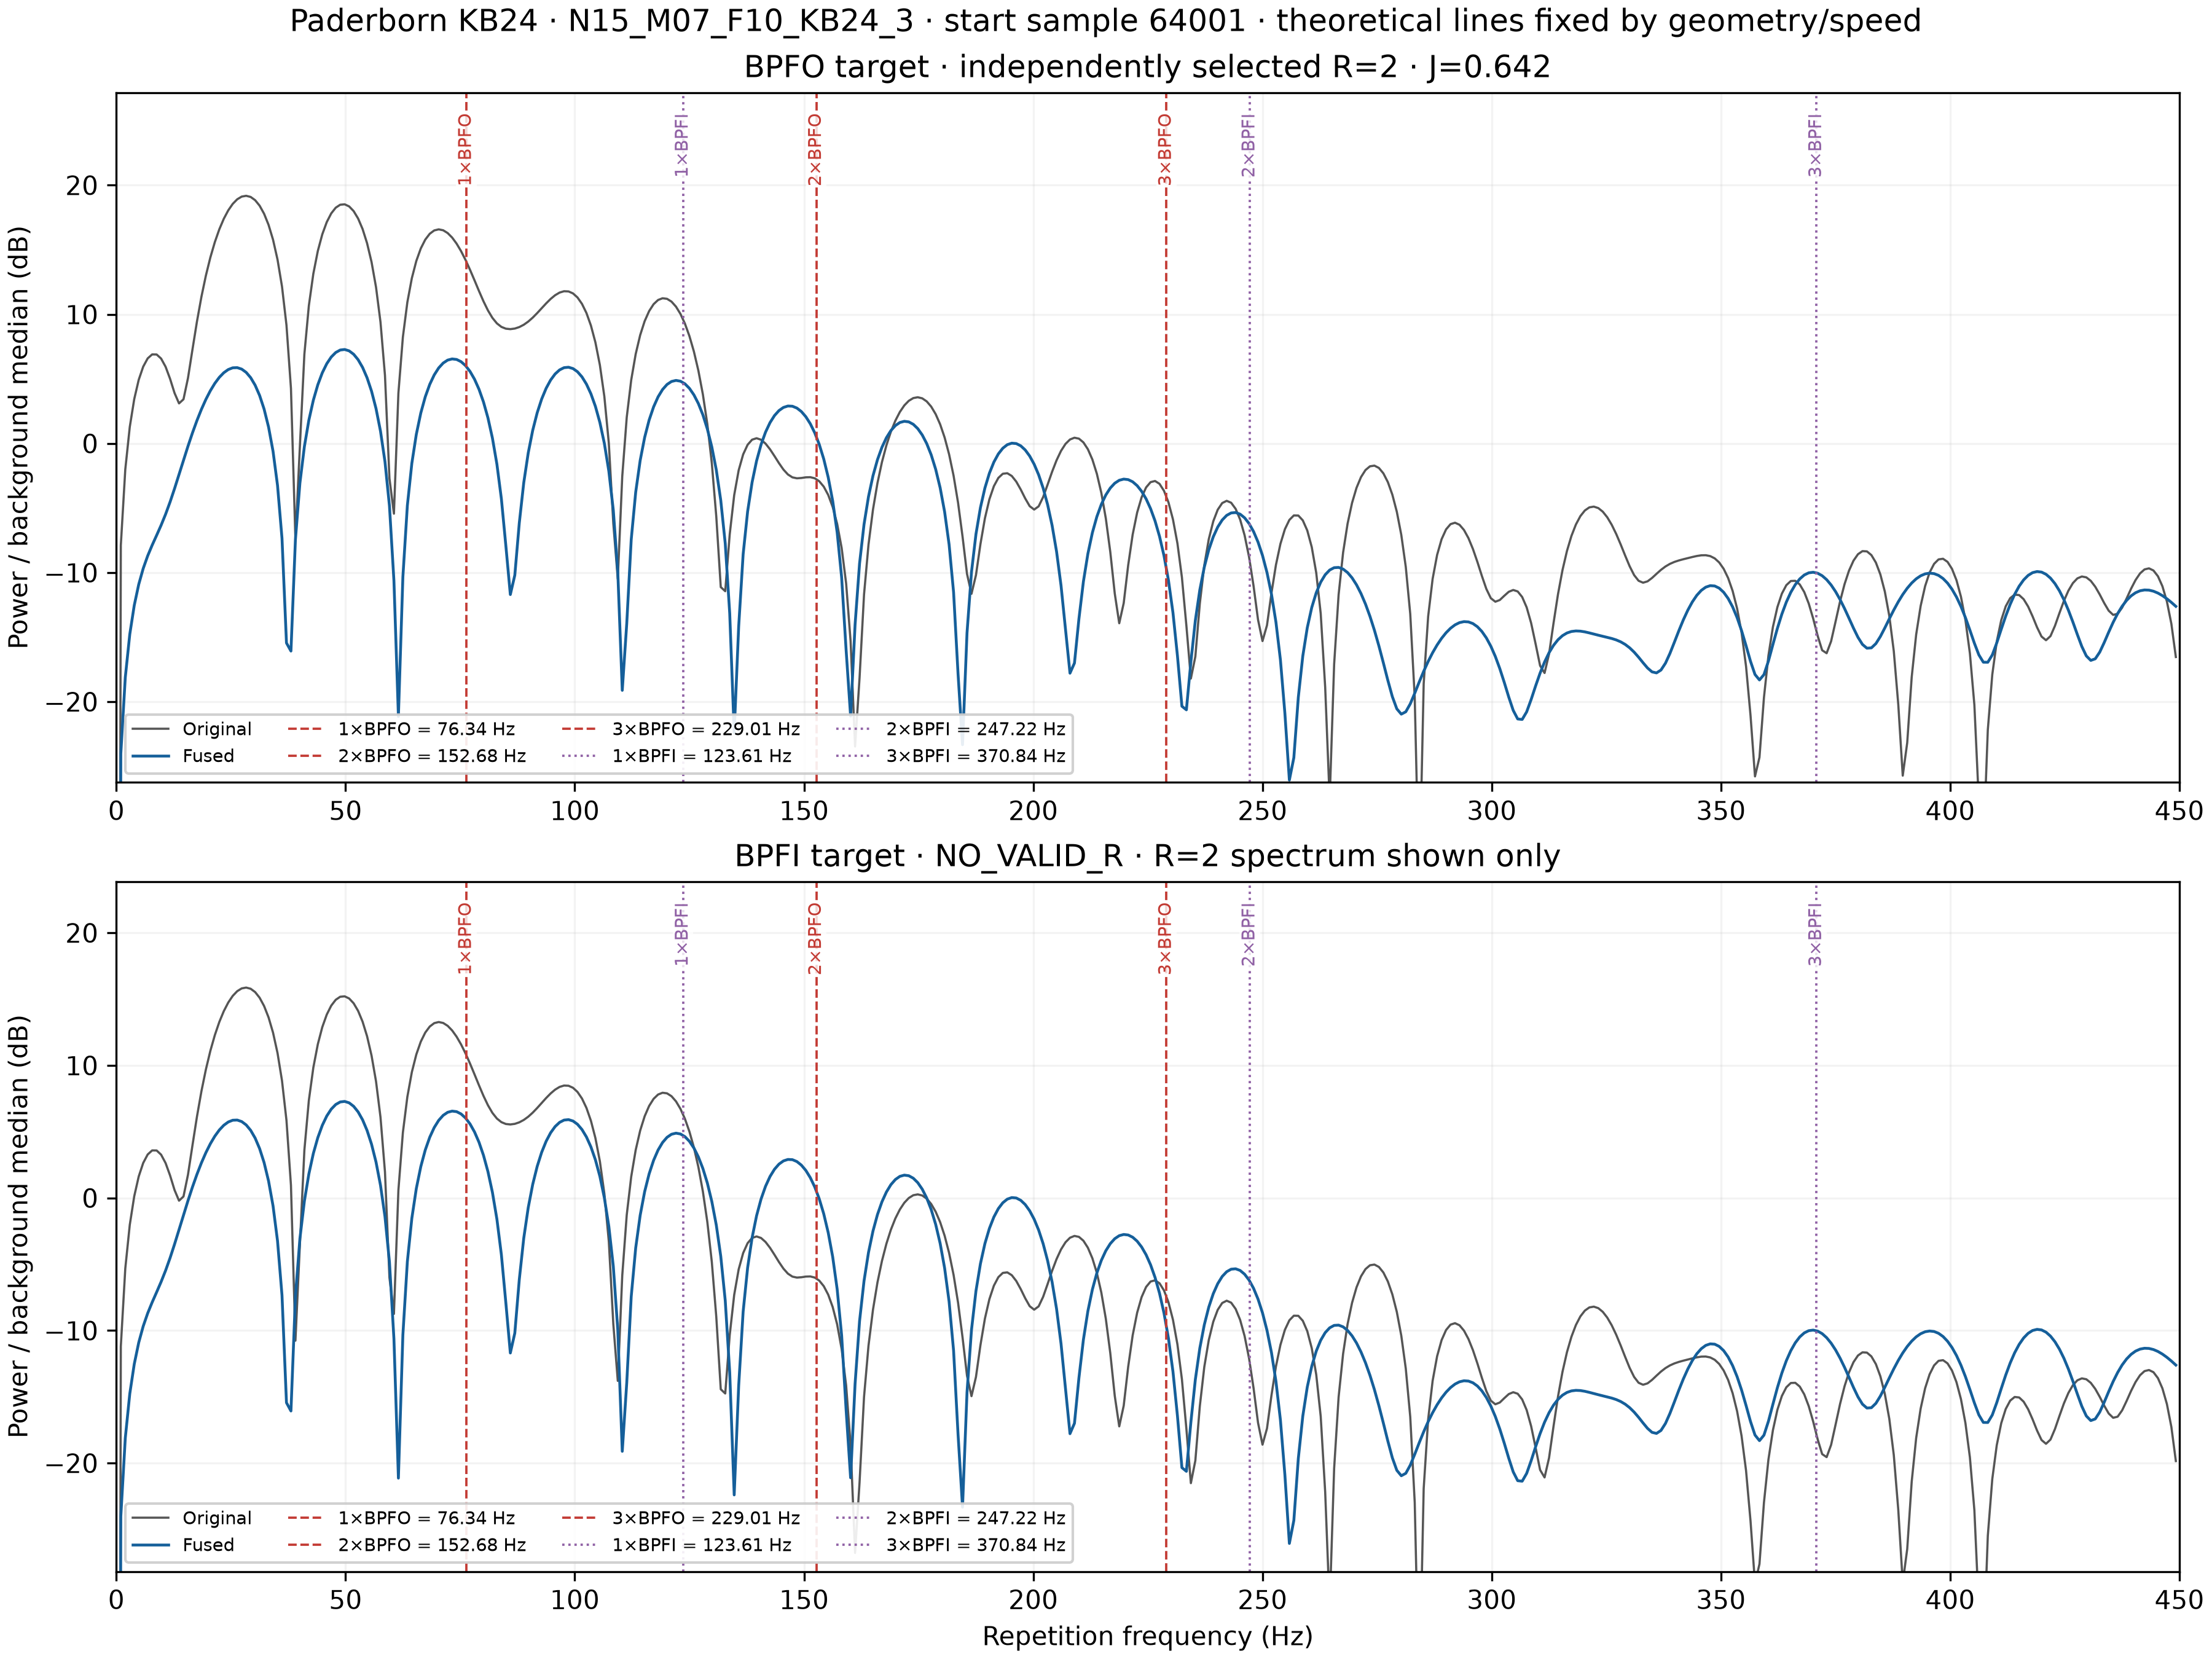 Paderborn KB24 · N15_M07_F10_KB24_3 · start sample 64001 · theoretical lines fixed by geometry/speed
BPFO target · independently selected R=2 · J=0.642
Power / background median (dB)
20
10
0
−10
−20
1×BPFO
1×BPFI
2×BPFO
3×BPFO
2×BPFI
3×BPFI
Original
Fused
1×BPFO = 76.34 Hz
2×BPFO = 152.68 Hz
3×BPFO = 229.01 Hz
1×BPFI = 123.61 Hz
2×BPFI = 247.22 Hz
3×BPFI = 370.84 Hz
0 50 100 150 200 250 300 350 400 450
BPFI target · NO_VALID_R · R=2 spectrum shown only
Power / background median (dB)
20
10
0
−10
−20
1×BPFO
1×BPFI
2×BPFO
3×BPFO
2×BPFI
3×BPFI
Original
Fused
1×BPFO = 76.34 Hz
2×BPFO = 152.68 Hz
3×BPFO = 229.01 Hz
1×BPFI = 123.61 Hz
2×BPFI = 247.22 Hz
3×BPFI = 370.84 Hz
0 50 100 150 200 250 300 350 400 450
Repetition frequency (Hz)